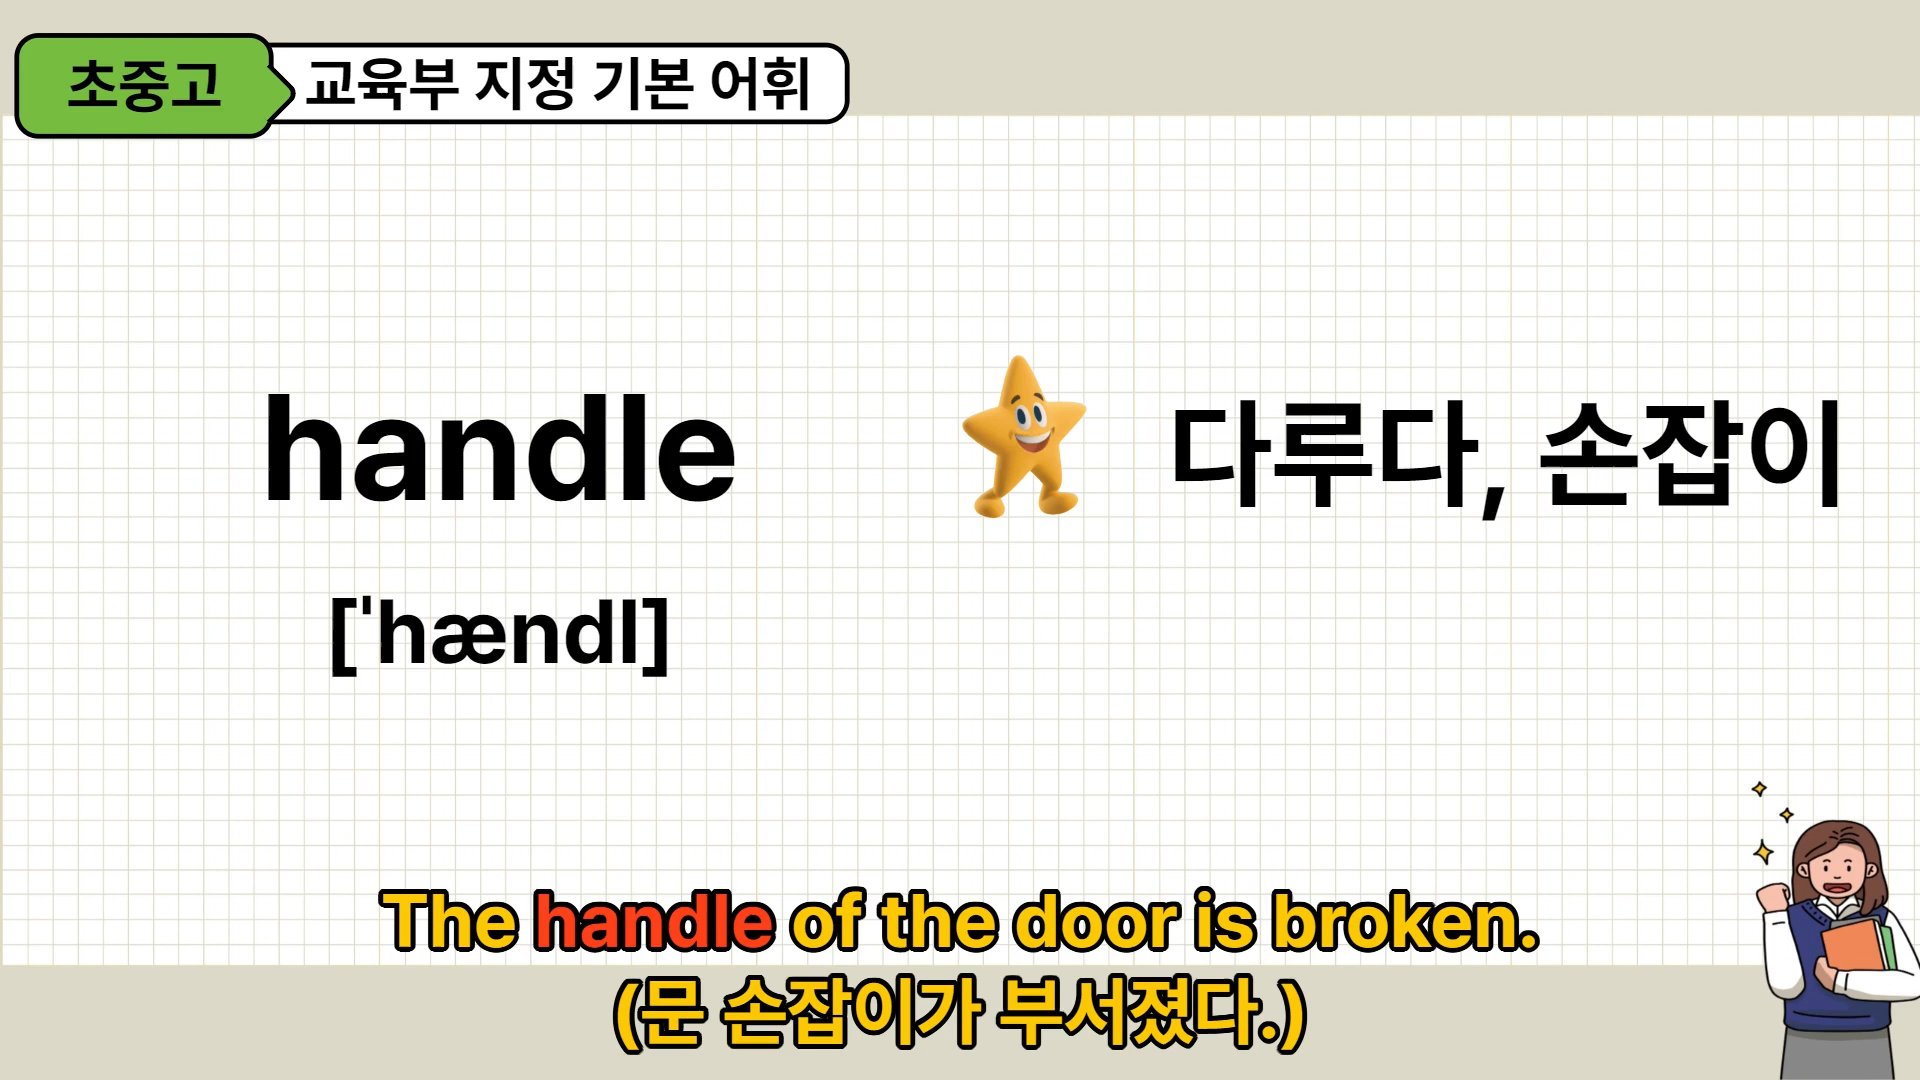 초중고
교육부 지정 기본 어휘
handle
다루다, 손잡이
[ˈhændl]
The handle of the door is broken.
(문 손잡이가 부서졌다.)